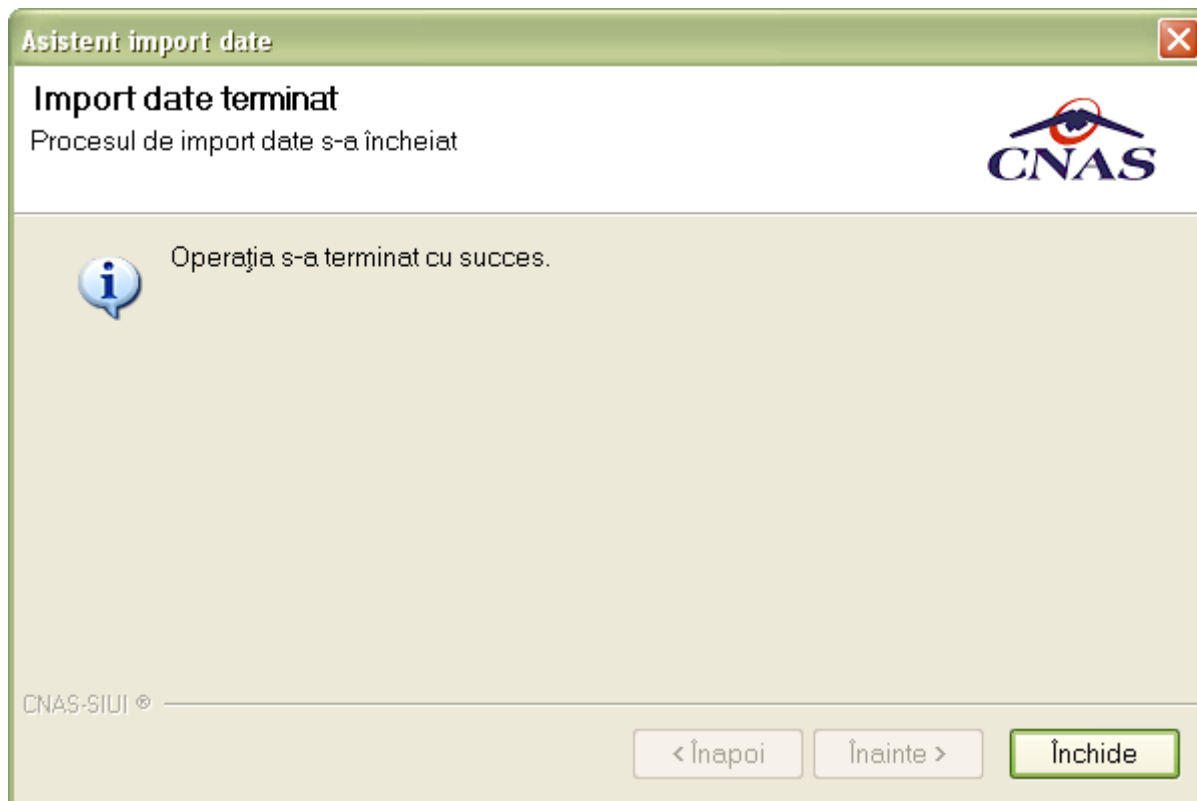 Asistent import date
Import date terminat
Procesul de import date s-a încheiat
CNAS
Operaţia s-a terminat cu succes.
CNAS-SIUI ®
< Înapoi
Înainte >
Închide